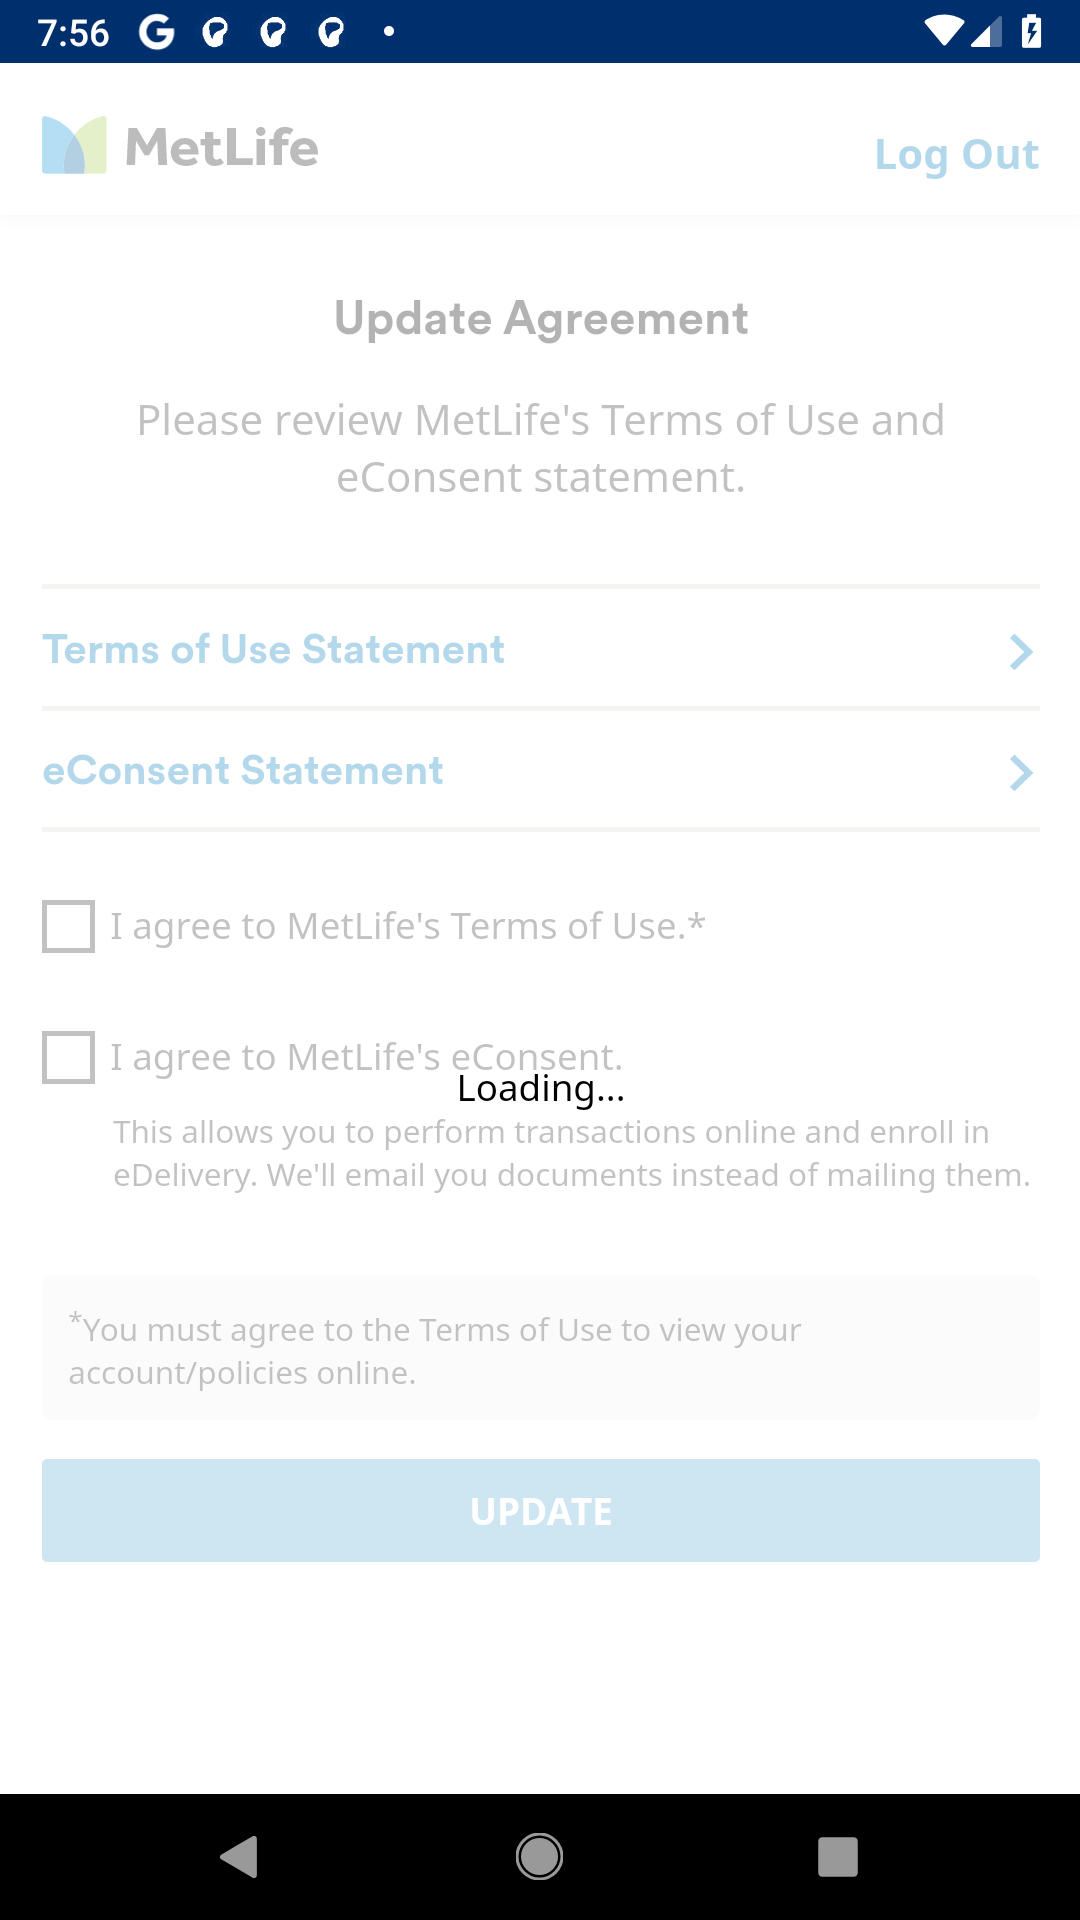 7:56
MetLife
Log Out
Update Agreement
Please review MetLife's Terms of Use and
eConsent statement.
Terms of Use Statement
eConsent Statement
I agree to MetLife's Terms of Use.*
I agree to MetLife's eConsent.
Loading...
This allows you to perform transactions online and enroll in
eDelivery. We'll email you documents instead of mailing them.
*You must agree to the Terms of Use to view your
account/policies online.
UPDATE